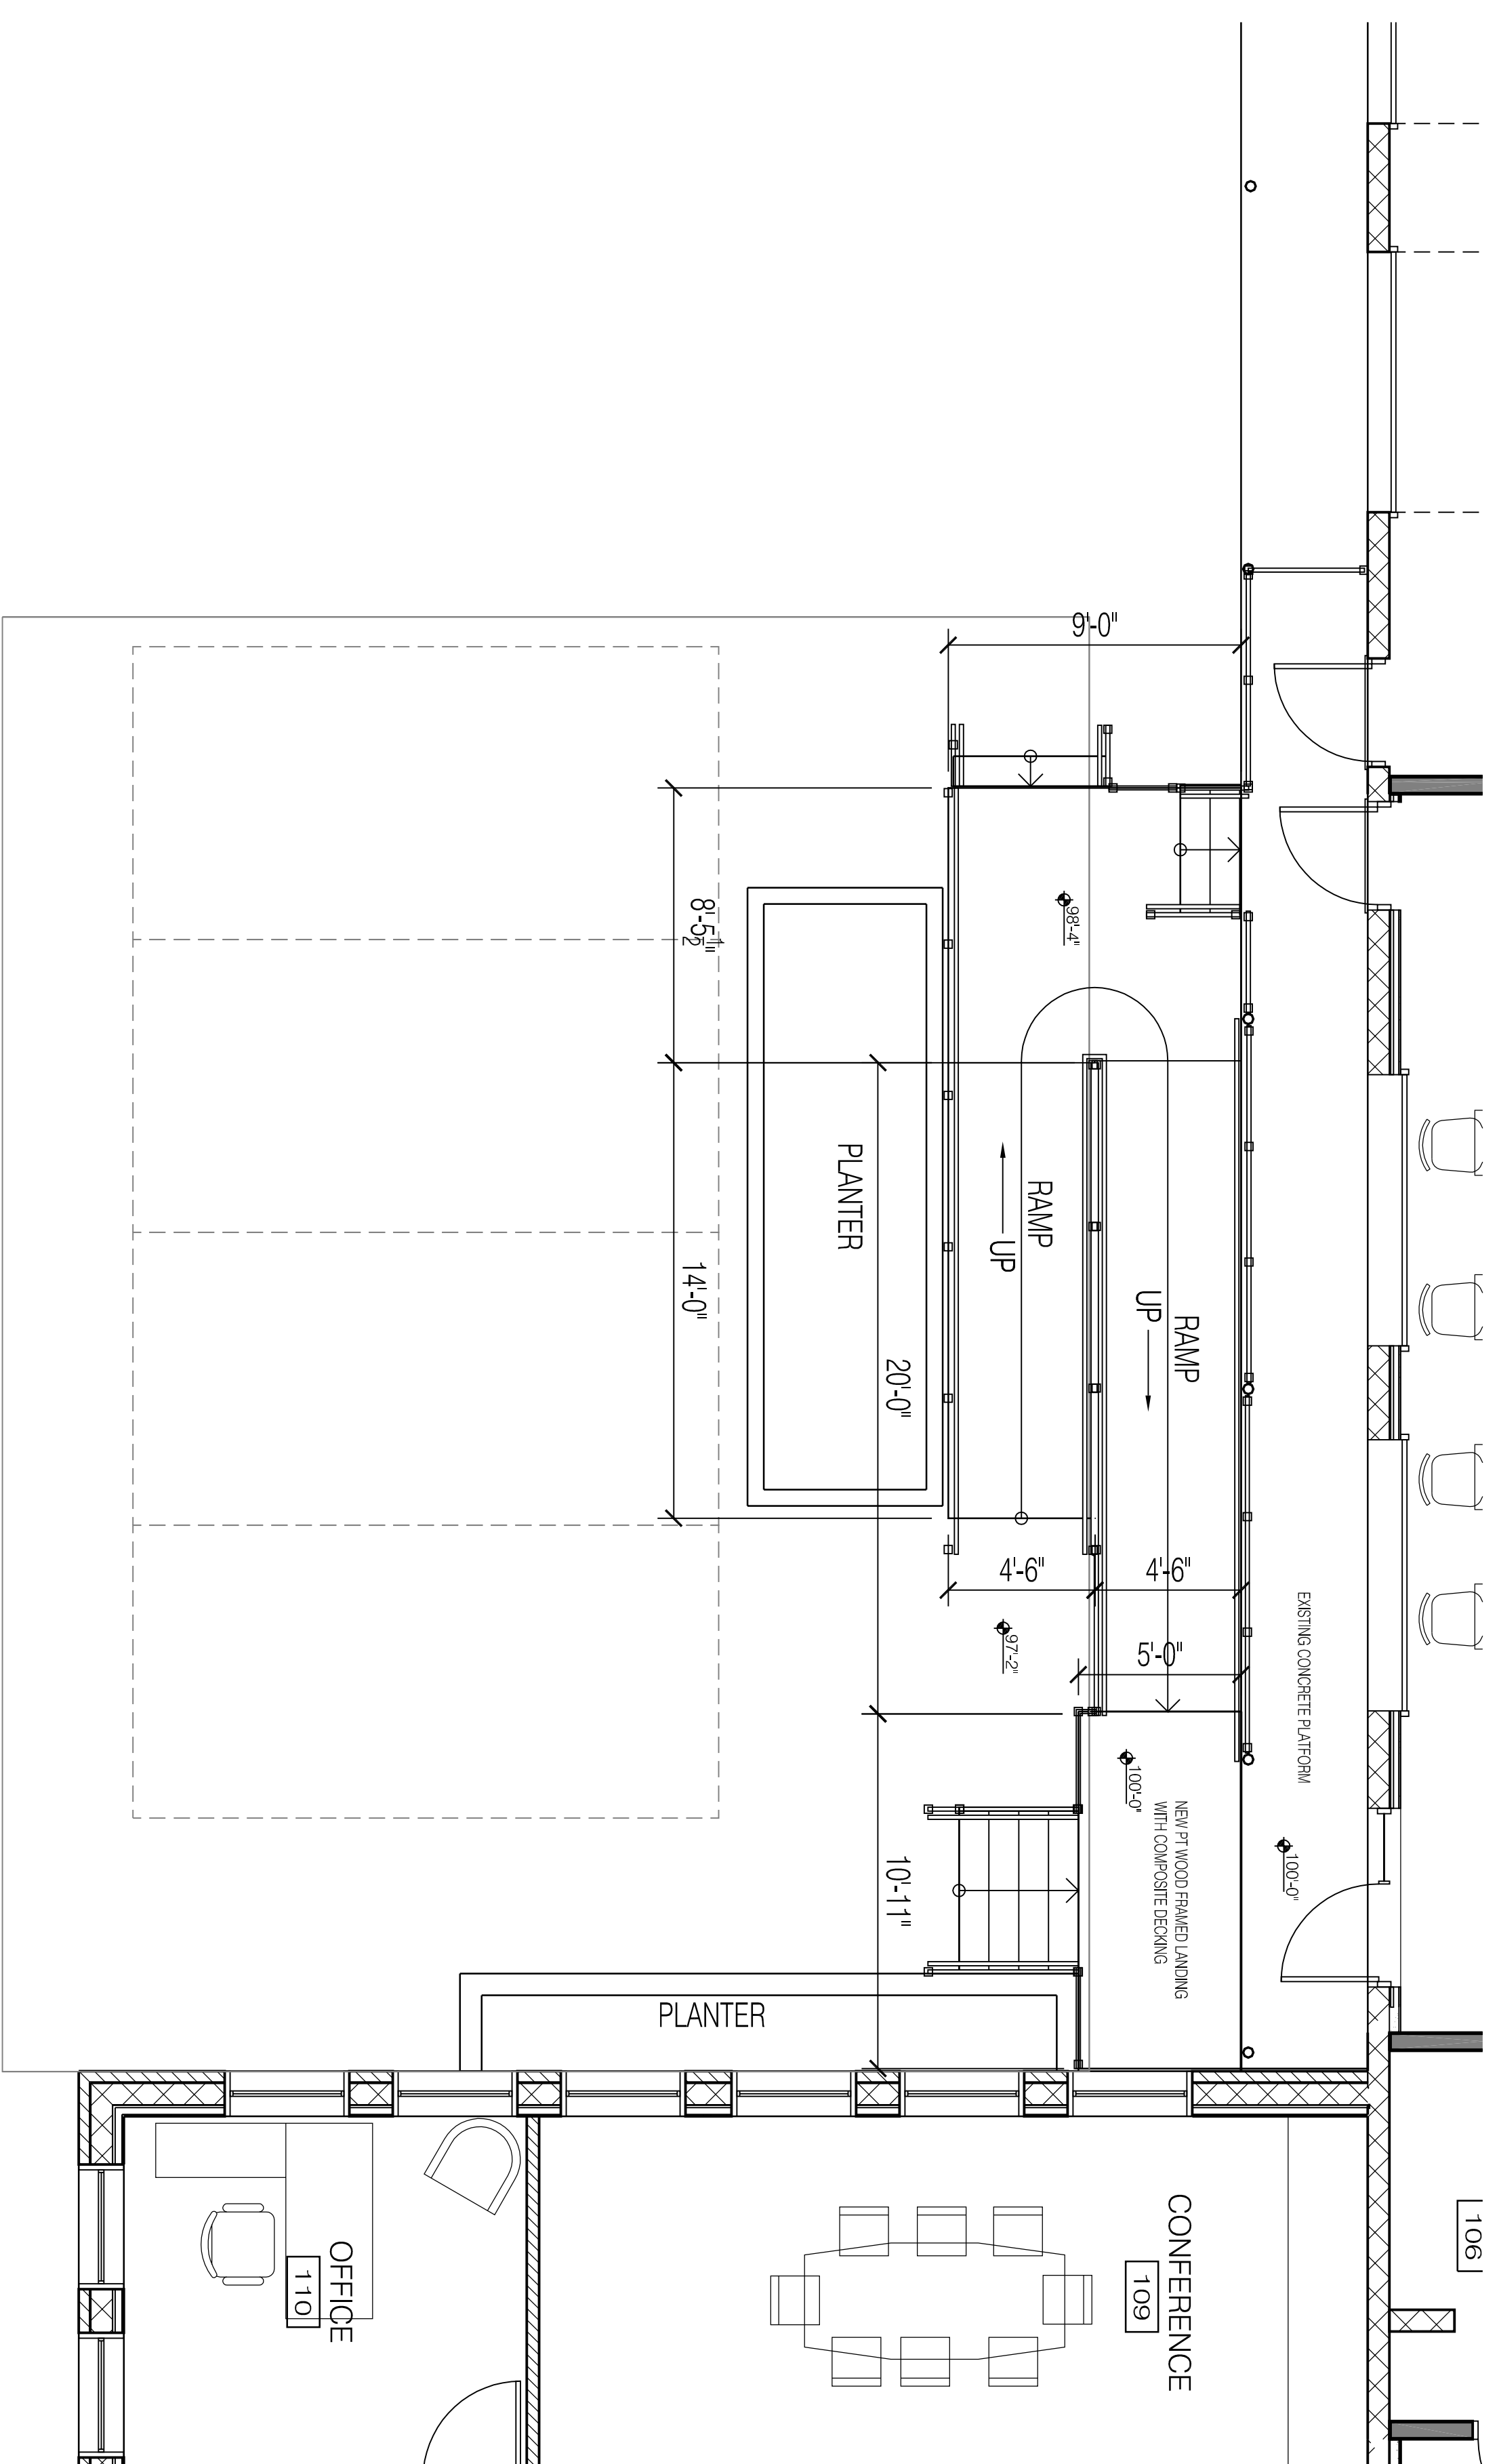 9'-0"
8'-5 1/2"
98'-4"
PLANTER
RAMP
UP
RAMP
UP
14'-0"
20'-0"
4'-6"
4'-6"
5'-0"
97'-2"
EXISTING CONCRETE PLATFORM
100'-0"
NEW PT WOOD FRAMED LANDING
WITH COMPOSITE DECKING
100'-0"
10'-11"
PLANTER
OFFICE
110
CONFERENCE
109
106